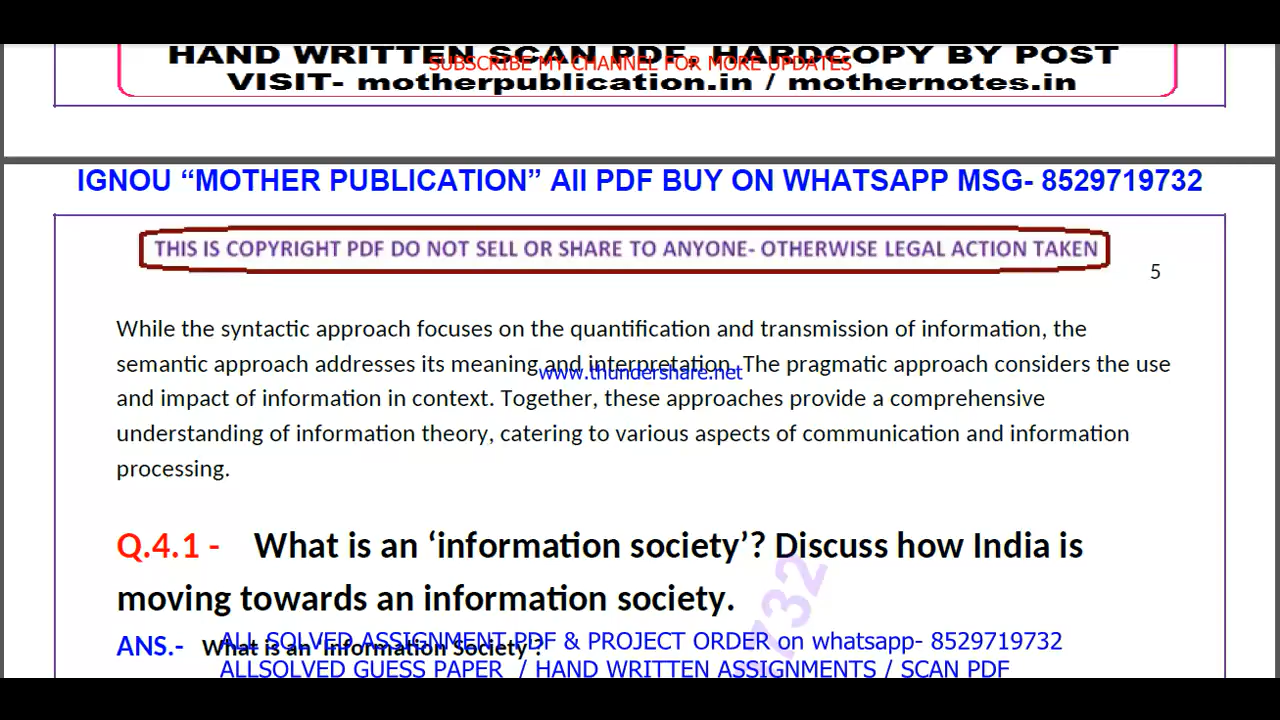 HAND WRITTEN SCAN PDF, HARDCOPY BY POST
SUBSCRIBE MY CHANNEL FOR MORE UPDATES
VISIT- motherpublication.in / mothernotes.in
IGNOU “MOTHER PUBLICATION” All PDF BUY ON WHATSAPP MSG- 8529719732
THIS IS COPYRIGHT PDF DO NOT SELL OR SHARE TO ANYONE- OTHERWISE LEGAL ACTION TAKEN
5
While the syntactic approach focuses on the quantification and transmission of information, the
semantic approach addresses its meaning and interpretation. The pragmatic approach considers the use
www.thundershare.net
and impact of information in context. Together, these approaches provide a comprehensive
understanding of information theory, catering to various aspects of communication and information
processing.
Q.4.1 - What is an ‘information society’? Discuss how India is
moving towards an information society.
732
ALL SOLVED ASSIGNMENT PDF & PROJECT ORDER on whatsapp- 8529719732
ANS.- What is an 'Information Society'?
ALLSOLVED GUESS PAPER / HAND WRITTEN ASSIGNMENTS / SCAN PDF